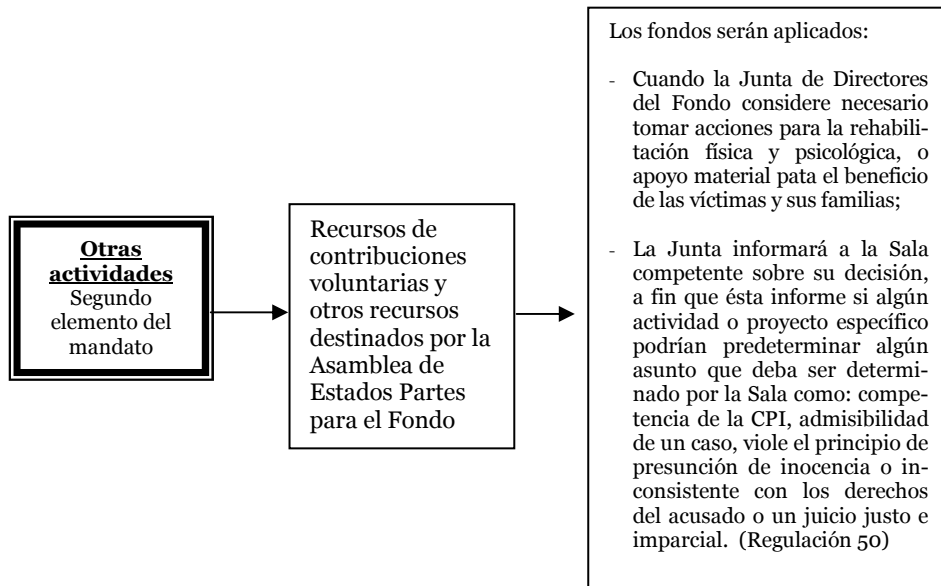 Otras
actividades
Segundo
elemento del
mandato
Recursos de
contribuciones
voluntarias y
otros recursos
destinados por la
Asamblea de
Estados Partes
para el Fondo
Los fondos serán aplicados:
- Cuando la Junta de Directores
del Fondo considere necesario
tomar acciones para la rehabili-
tación física y psicológica, o
apoyo material pata el beneficio
de las víctimas y sus familias;
- La Junta informará a la Sala
competente sobre su decisión,
a fin que ésta informe si algún
actividad o proyecto específico
podrían predeterminar algún
asunto que deba ser determi-
nado por la Sala como: compe-
tencia de la CPI, admisibilidad
de un caso, viole el principio de
presunción de inocencia o in-
consistente con los derechos
del acusado o un juicio justo e
imparcial. (Regulación 50)